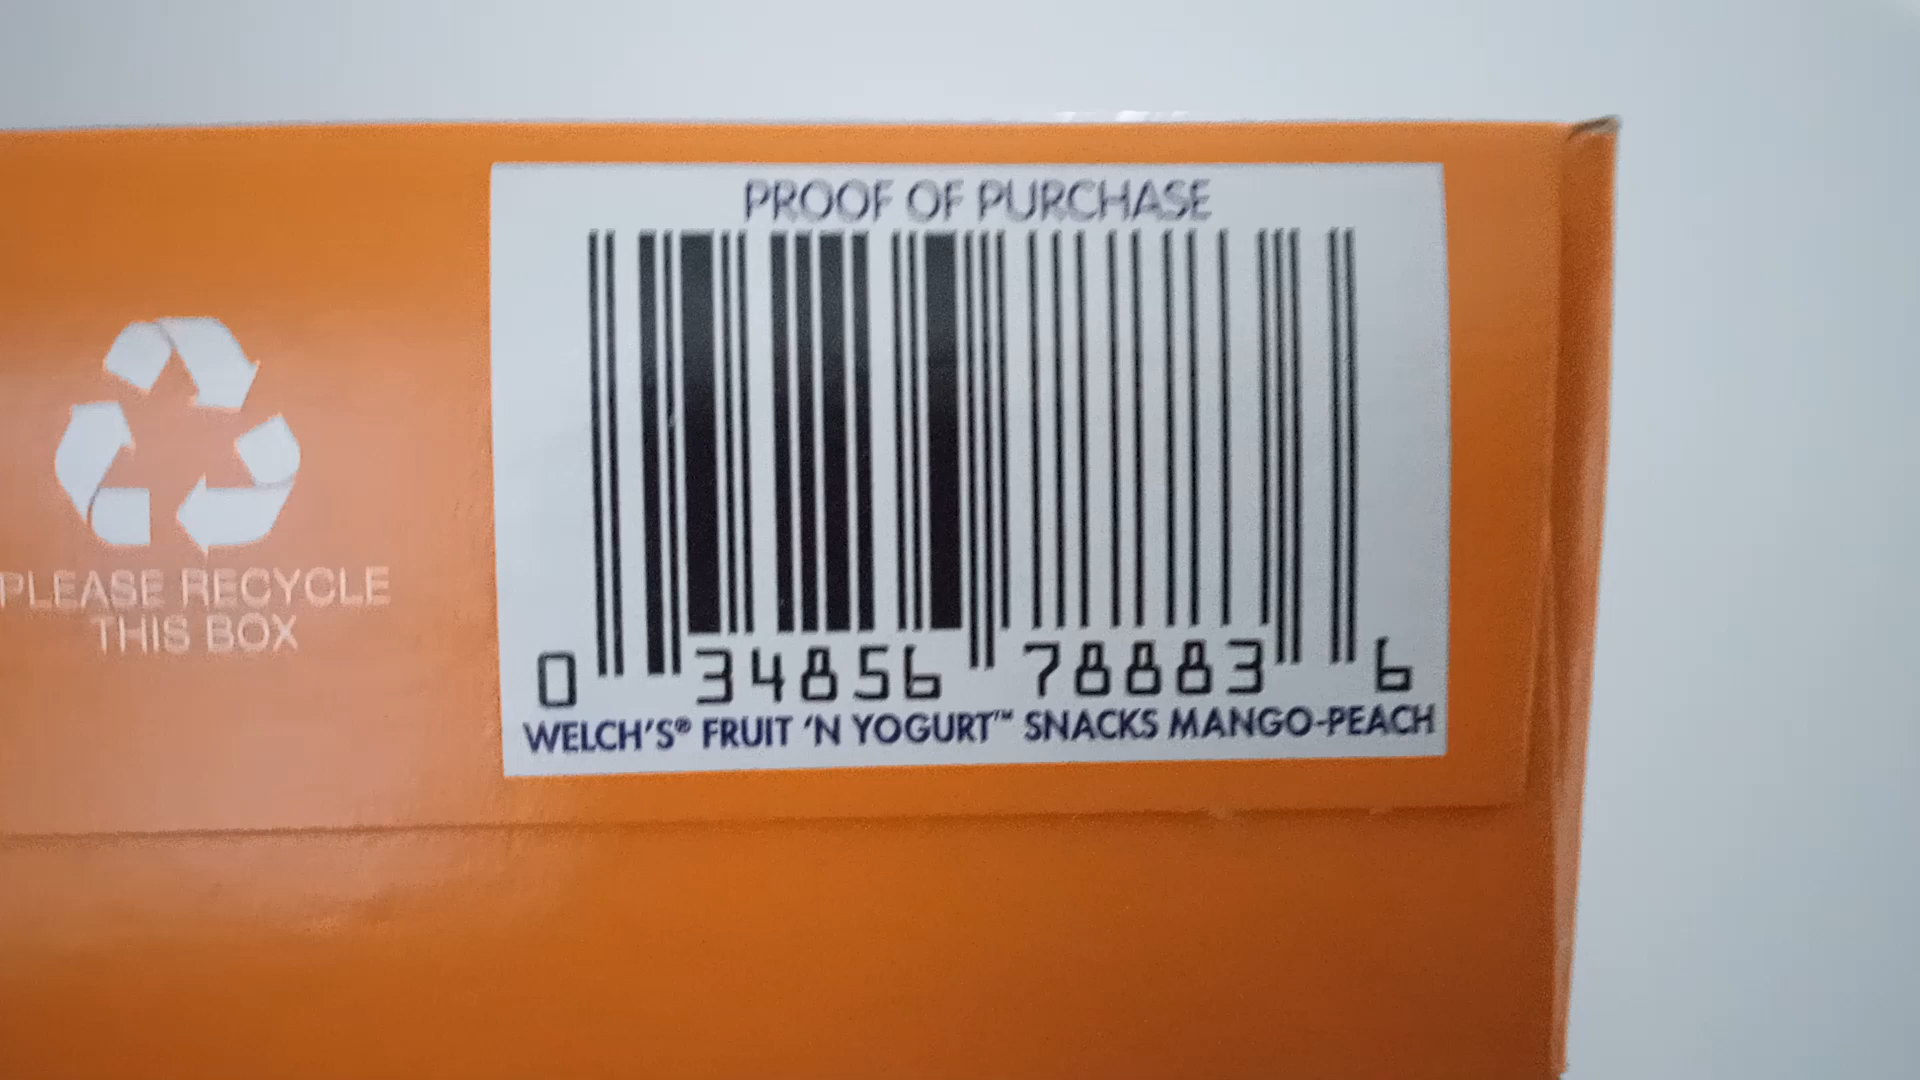 PROOF OF PURCHASE
0 34856 78883 6
WELCH'S® FRUIT 'N YOGURT™ SNACKS MANGO-PEACH
PLEASE RECYCLE
THIS BOX